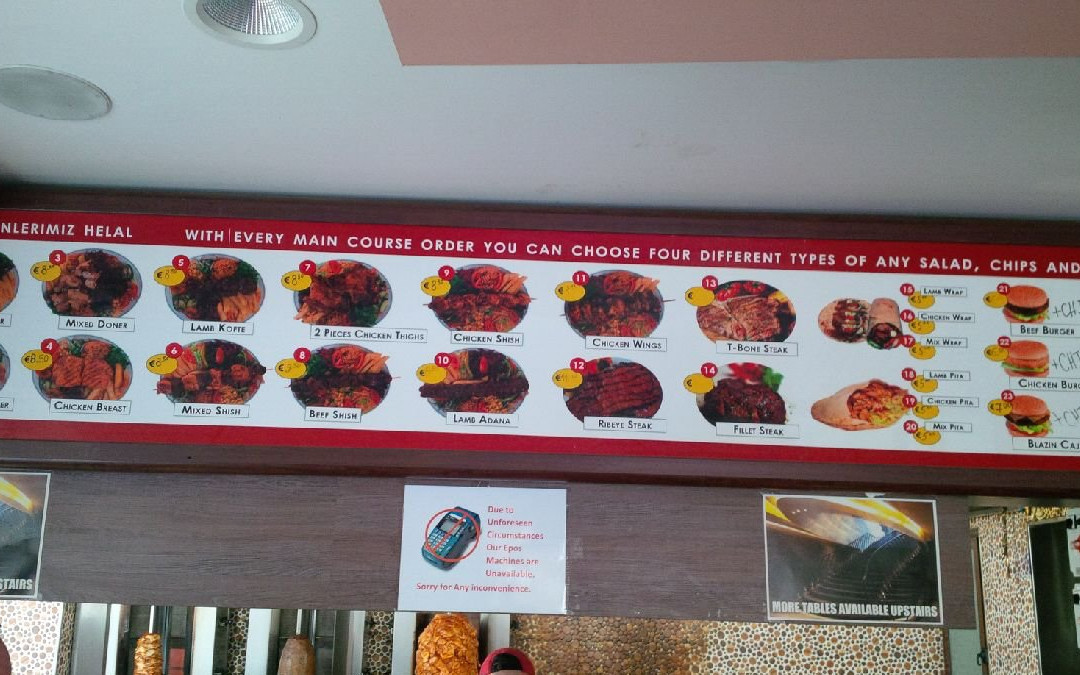 NLERIMIZ HELAL WITH EVERY MAIN COURSE ORDER YOU CAN CHOOSE FOUR DIFFERENT TYPES OF ANY SALAD, CHIPS AND
3
MIXED DONER
5
LAMB KOFTE
7
2 PIECES CHICKEN THIGHS
9
CHICKEN SHISH
11
CHICKEN WINGS
13
T-BONE STEAK
15 LAMB WRAP
16 CHICKEN WRAP
17 MIX WRAP
21
BEEF BURGER
4
€8.50
CHICKEN BREAST
6
MIXED SHISH
8
BEEF SHISH
10
LAMB ADANA
12
RIBEYE STEAK
14
FILLET STEAK
18 LAMB PITA
19 CHICKEN PITA
20 MIX PITA
22
CHICKEN BURG
23
BLAZIN CAJ
STAIRS
Due to
Unforeseen
Circumstances
Our Epos
Machines are
Unavailable,
Sorry for Any inconvenience.
MORE TABLES AVAILABLE UPSTAIRS